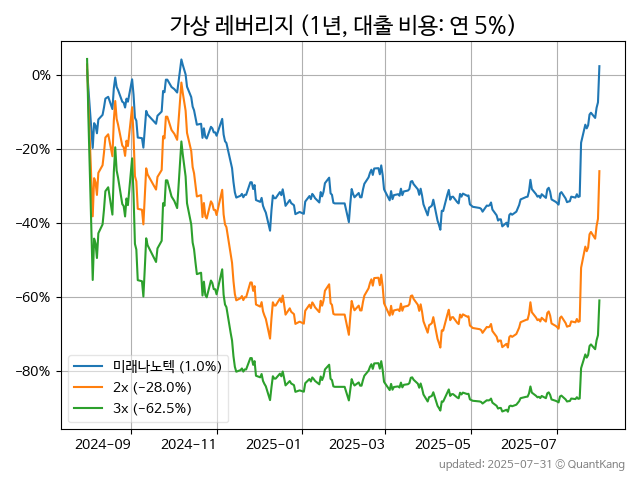 가상 레버리지 (1년, 대출 비용: 연 5%)
0%
−20%
−40%
−60%
−80%
미래나노텍 (1.0%)
2x (−28.0%)
3x (−62.5%)
2024-09
2024-11
2025-01
2025-03
2025-05
2025-07
updated: 2025-07-31 © QuantKang